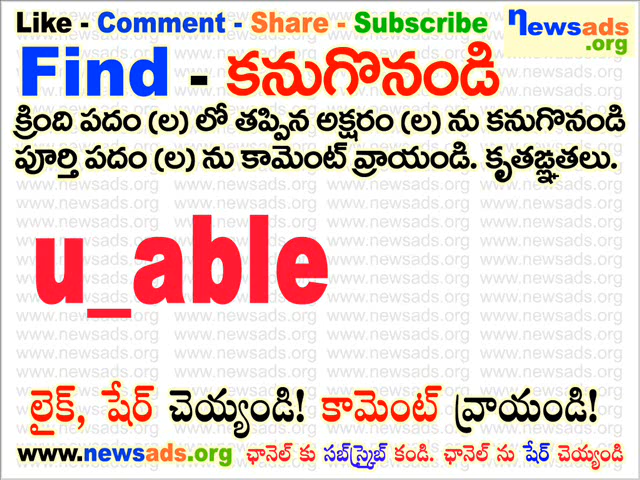 Like - Comment - Share - Subscribe
newsads
.org
Find - కనుగొనండి
క్రింది పదం (ల) లో తప్పిన అక్షరం (ల) ను కనుగొనండి
పూర్తి పదం (ల) ను కామెంట్ వ్రాయండి. కృతఙ్ఞతలు.
u_able
లైక్, షేర్ చెయ్యండి! కామెంట్ వ్రాయండి!
www.newsads.org ఛానెల్ కు సబ్‌స్క్రైబ్ కండి. ఛానెల్ ను షేర్ చెయ్యండి